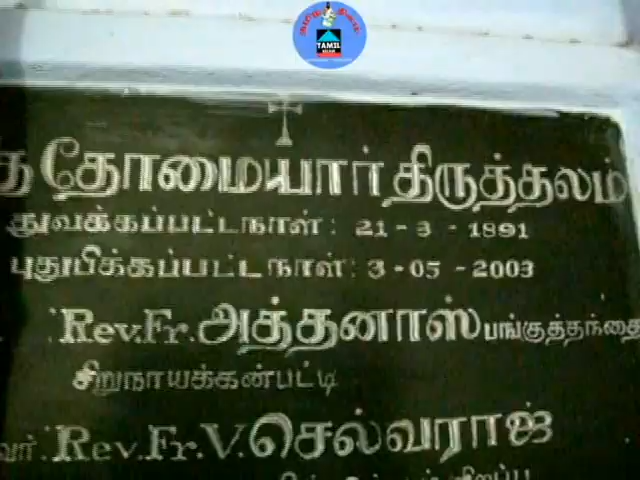 TAMIL
தோமையார் திருத்தலம்
துவக்கப்பட்டநாள் : 21 - 3 - 1891
புதுபிக்கப்பட்டநாள் : 3 - 05 - 2003
Rev.Fr.அத்தனாஸ் பங்குத்தந்தை
சிறுநாயக்கன்பட்டி
Rev.Fr.V.செல்வராஜ்